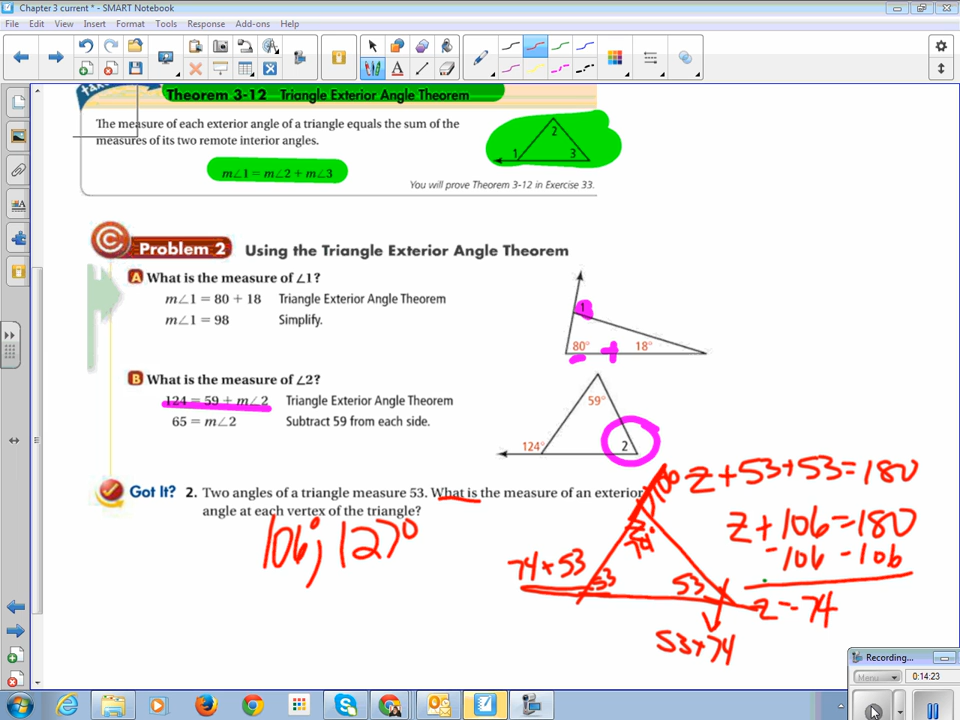 Chapter 3 current * - SMART Notebook
File Edit View Insert Format Tools Response Add-ons Help
Theorem 3-12 Triangle Exterior Angle Theorem
The measure of each exterior angle of a triangle equals the sum of the
measures of its two remote interior angles.
m∠1 = m∠2 + m∠3
2
1 3
You will prove Theorem 3-12 in Exercise 33.
C Problem 2 Using the Triangle Exterior Angle Theorem
A What is the measure of ∠1?
m∠1 = 80 + 18 Triangle Exterior Angle Theorem
m∠1 = 98 Simplify.
1
80° + 18°
B What is the measure of ∠2?
124 = 59 + m∠2 Triangle Exterior Angle Theorem
65 = m∠2 Subtract 59 from each side.
59°
124° 2
Got It? 2. Two angles of a triangle measure 53. What is the measure of an exterior
angle at each vertex of the triangle?
106°; 127°
106
z
74°
74+53 53 53
53+74
z+53+53=180
z+106=180
-106 -106
z=74
Recording...
Menu 0:14:23